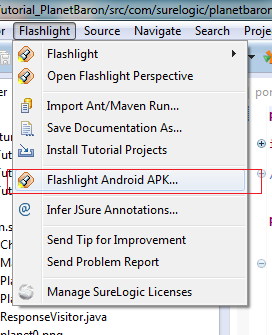 Tutorial_PlanetBaron/src/com/surelogic/planetbaron
Flashlight Source Navigate Search Proje
Flashlight
Open Flashlight Perspective
Import Ant/Maven Run...
Save Documentation As...
Install Tutorial Projects
Flashlight Android APK...
Infer JSure Annotations...
Send Tip for Improvement
Send Problem Report
Manage SureLogic Licenses
ResponseVisitor.java
planet0.png